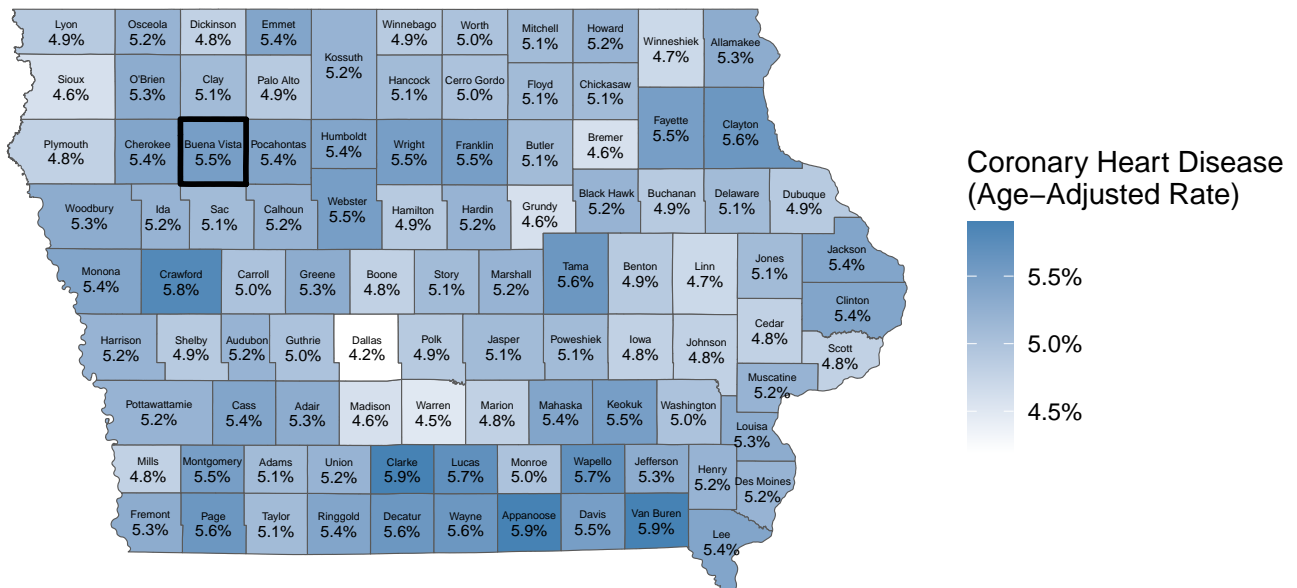 Lyon
4.9%
Osceola
5.2%
Dickinson
4.8%
Emmet
5.4%
Kossuth
5.2%
Winnebago
4.9%
Worth
5.0%
Mitchell
5.1%
Howard
5.2%
Winneshiek
4.7%
Allamakee
5.3%
Sioux
4.6%
O'Brien
5.3%
Clay
5.1%
Palo Alto
4.9%
Hancock
5.1%
Cerro Gordo
5.0%
Floyd
5.1%
Chickasaw
5.1%
Fayette
5.5%
Clayton
5.6%
Plymouth
4.8%
Cherokee
5.4%
Buena Vista
5.5%
Pocahontas
5.4%
Humboldt
5.4%
Wright
5.5%
Franklin
5.5%
Butler
5.1%
Bremer
4.6%
Coronary Heart Disease
(Age−Adjusted Rate)
5.5%
5.0%
4.5%
Woodbury
5.3%
Ida
5.2%
Sac
5.1%
Calhoun
5.2%
Webster
5.5%
Hamilton
4.9%
Hardin
5.2%
Grundy
4.6%
Black Hawk
5.2%
Buchanan
4.9%
Delaware
5.1%
Dubuque
4.9%
Monona
5.4%
Crawford
5.8%
Carroll
5.0%
Greene
5.3%
Boone
4.8%
Story
5.1%
Marshall
5.2%
Tama
5.6%
Benton
4.9%
Linn
4.7%
Jones
5.1%
Jackson
5.4%
Clinton
5.4%
Harrison
5.2%
Shelby
4.9%
Audubon
5.2%
Guthrie
5.0%
Dallas
4.2%
Polk
4.9%
Jasper
5.1%
Poweshiek
5.1%
Iowa
4.8%
Johnson
4.8%
Cedar
4.8%
Scott
4.8%
Muscatine
5.2%
Pottawattamie
5.2%
Cass
5.4%
Adair
5.3%
Madison
4.6%
Warren
4.5%
Marion
4.8%
Mahaska
5.4%
Keokuk
5.5%
Washington
5.0%
Louisa
5.3%
Mills
4.8%
Montgomery
5.5%
Adams
5.1%
Union
5.2%
Clarke
5.9%
Lucas
5.7%
Monroe
5.0%
Wapello
5.7%
Jefferson
5.3%
Henry
5.2%
Des Moines
5.2%
Fremont
5.3%
Page
5.6%
Taylor
5.1%
Ringgold
5.4%
Decatur
5.6%
Wayne
5.6%
Appanoose
5.9%
Davis
5.5%
Van Buren
5.9%
Lee
5.4%